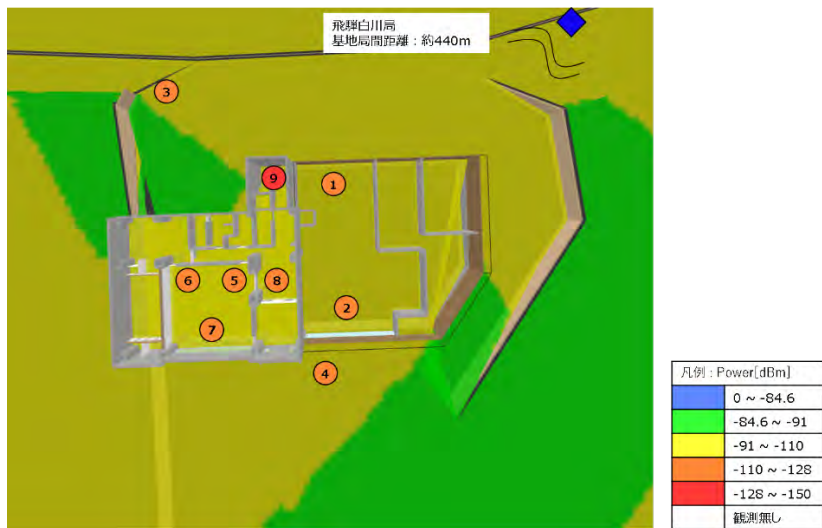 飛騨白川局
基地局間距離：約440m
3
9
1
6
5
8
2
7
4
凡例：Power[dBm]
0 ~ -84.6
-84.6 ~ -91
-91 ~ -110
-110 ~ -128
-128 ~ -150
観測無し